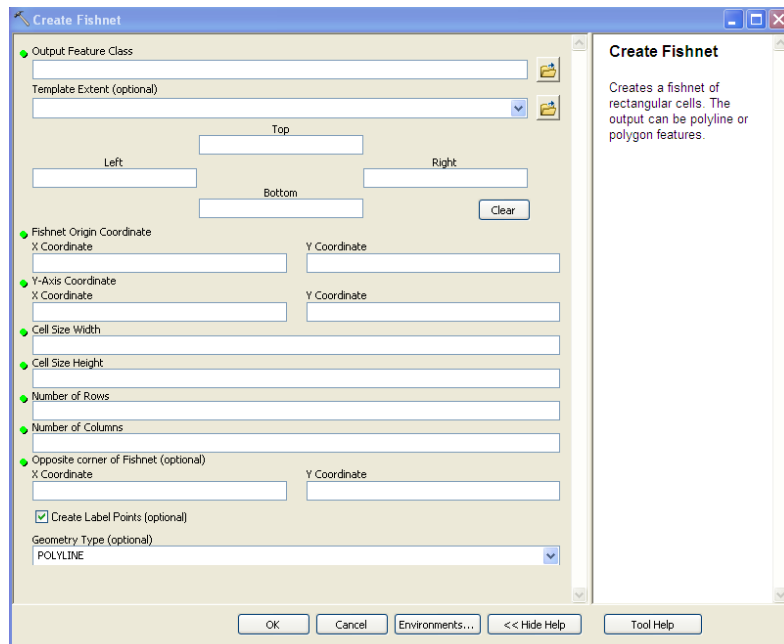 Create Fishnet
Output Feature Class
Template Extent (optional)
Top
Left
Right
Bottom
Clear
Fishnet Origin Coordinate
X Coordinate
Y Coordinate
Y-Axis Coordinate
X Coordinate
Y Coordinate
Cell Size Width
Cell Size Height
Number of Rows
Number of Columns
Opposite corner of Fishnet (optional)
X Coordinate
Y Coordinate
Create Label Points (optional)
Geometry Type (optional)
POLYLINE
OK
Cancel
Environments...
<< Hide Help
Tool Help
Create Fishnet
Creates a fishnet of
rectangular cells. The
output can be polyline or
polygon features.